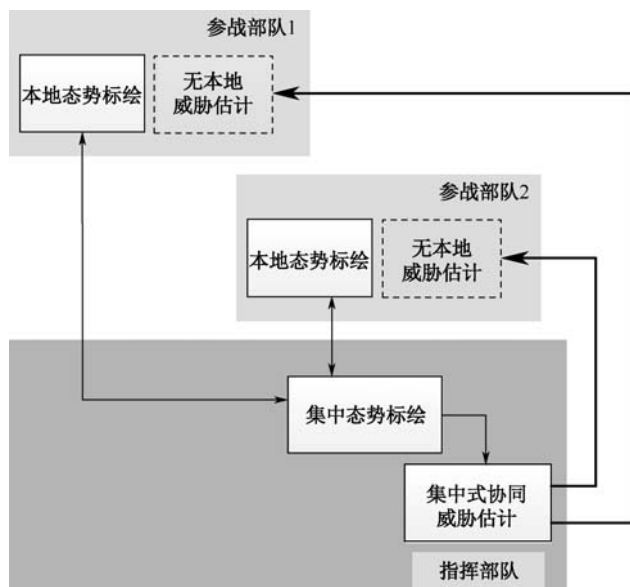 参战部队1
本地态势标绘
无本地
威胁估计
参战部队2
本地态势标绘
无本地
威胁估计
集中态势标绘
集中式协同
威胁估计
指挥部队